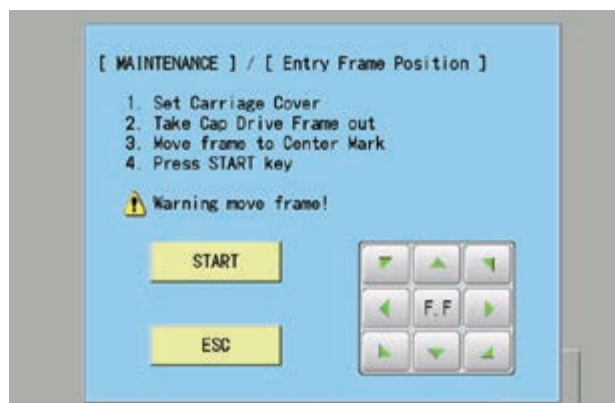 [ MAINTENANCE ] / [ Entry Frame Position ]
1. Set Carriage Cover
2. Take Cap Drive Frame out
3. Move frame to Center Mark
4. Press START key
Warning move frame!
START
F.F
ESC